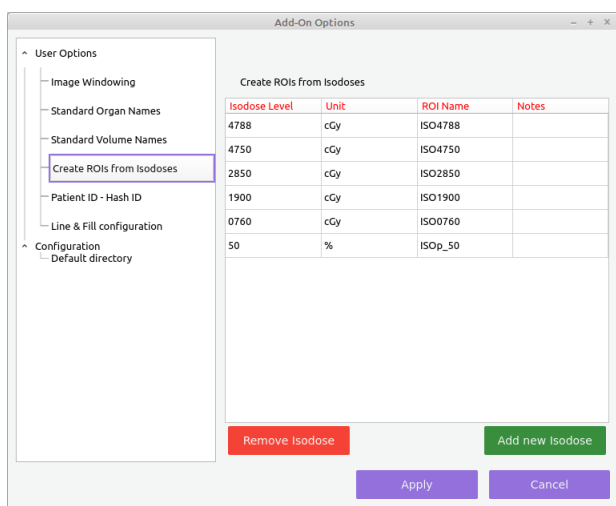 Add-On Options
User Options
Image Windowing
Standard Organ Names
Standard Volume Names
Create ROIs from Isodoses
Patient ID - Hash ID
Line & Fill configuration
Configuration
Default directory
Create ROIs from Isodoses
Isodose Level Unit ROI Name Notes
4788 cGy ISO4788
4750 cGy ISO4750
2850 cGy ISO2850
1900 cGy ISO1900
0760 cGy ISO0760
50 % ISOp_50
Remove Isodose Add new Isodose
Apply Cancel